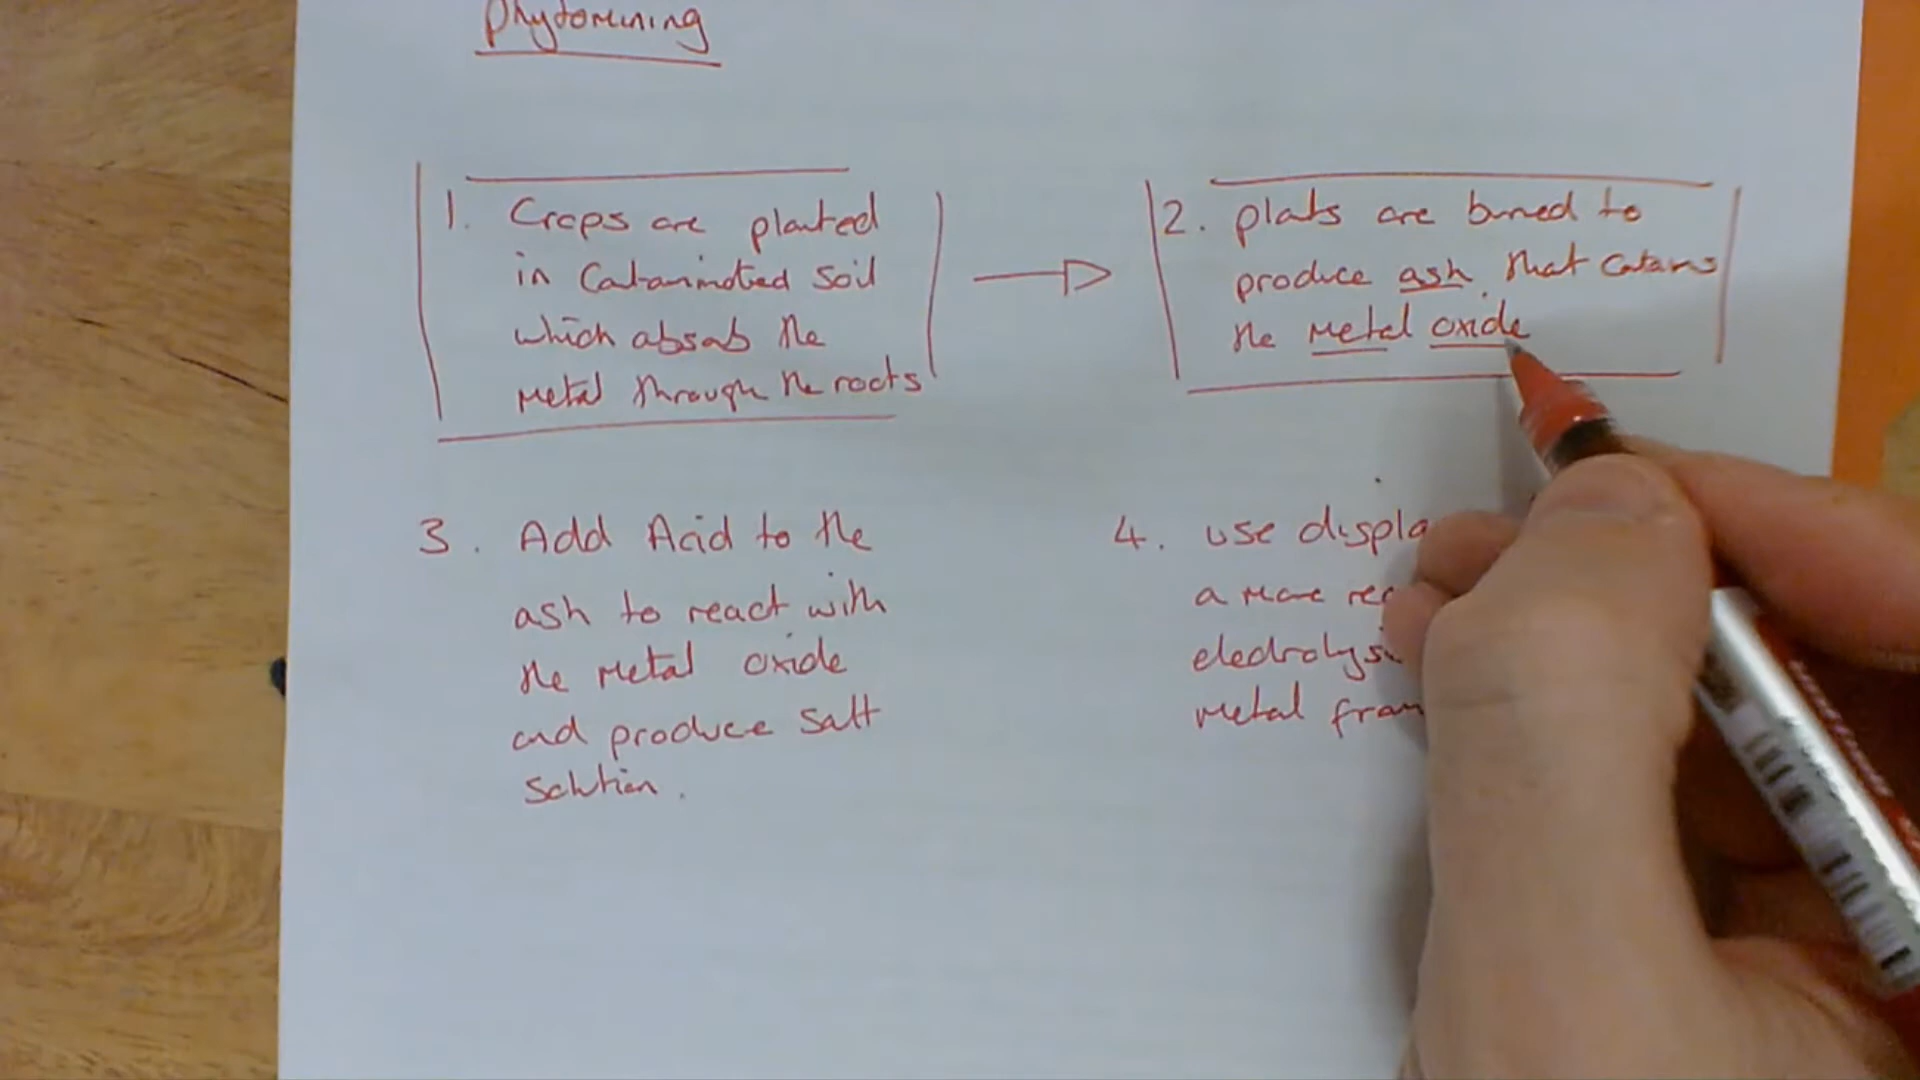 Phytomining
1. Crops are planted
in Contaminated soil
which absorb the
metal through the roots
2. plants are burned to
produce ash that contains
the metal oxide
3. Add Acid to the
ash to react with
the metal oxide
and produce salt
solution.
4. use displa
a more rea
electrolysi
metal from